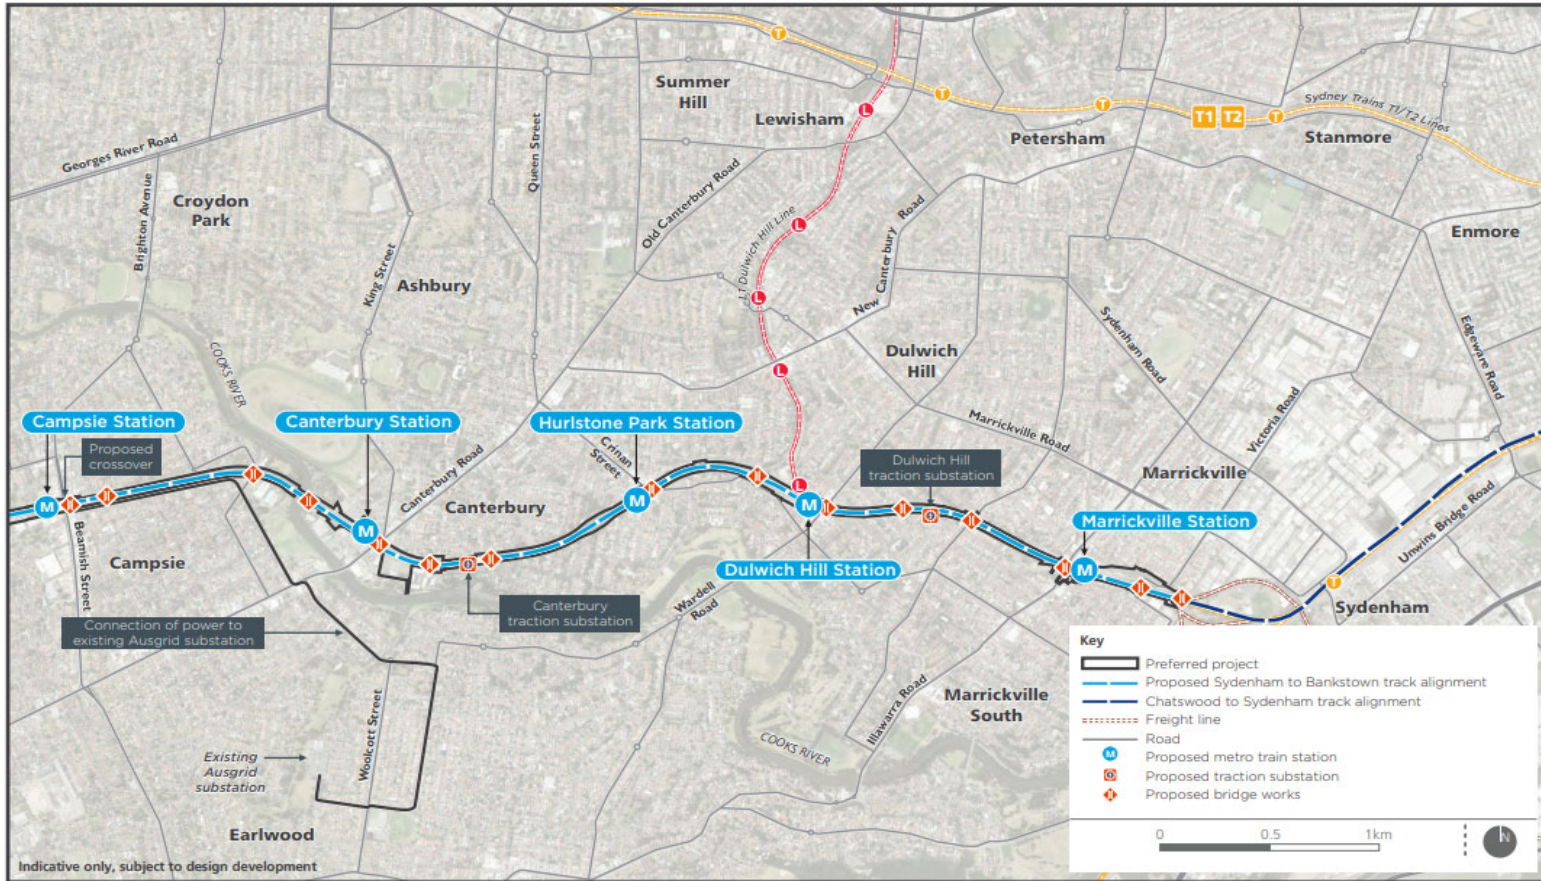 Summer
Hill
Lewisham
T
T
T
T
T1
T2
Sydney Trains T1/T2 Lines
Petersham
Stanmore
L
Georges River Road
Queen Street
Croydon
Park
Brighton Avenue
Old Canterbury Road
L1 Dulwich Hill Line
L
New Canterbury Road
Enmore
King Street
Ashbury
L
Sydenham Road
Edgeware Road
COOKS RIVER
Dulwich
Hill
L
Campsie Station
Canterbury Station
Hurlstone Park Station
Marrickville Road
Victoria Road
Proposed
crossover
Canterbury Road
Crinan
Street
Dulwich Hill
traction substation
Marrickville
L
M
M
M
M
Canterbury
Beamish Street
Marrickville Station
Unwins Bridge Road
Campsie
Dulwich Hill Station
M
T
Sydenham
Wardell
Road
Canterbury
traction substation
Connection of power to
existing Ausgrid substation
Woolcott Street
Marrickville
South
Illawarra Road
COOKS RIVER
Existing
Ausgrid
substation
Earlwood
Indicative only, subject to design development
Key
Preferred project
Proposed Sydenham to Bankstown track alignment
Chatswood to Sydenham track alignment
Freight line
Road
M
Proposed metro train station
Proposed traction substation
Proposed bridge works
0 0.5 1km
N